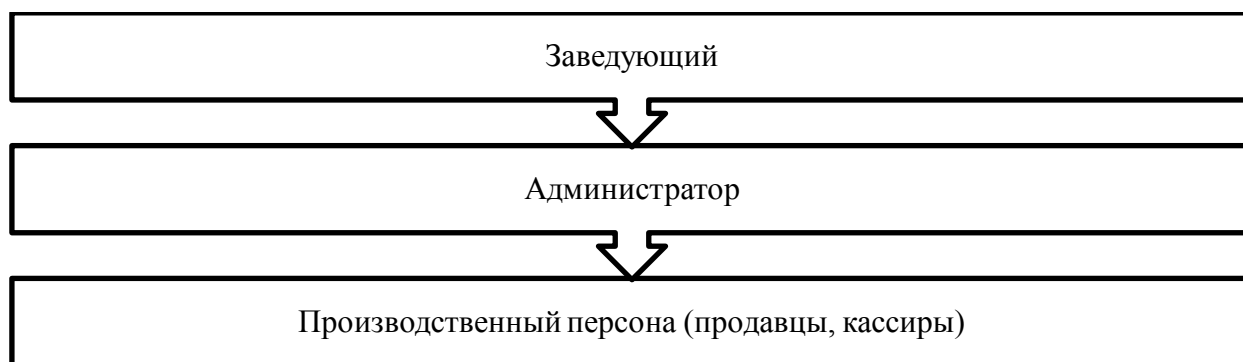 Заведующий
Администратор
Производственный персона (продавцы, кассиры)